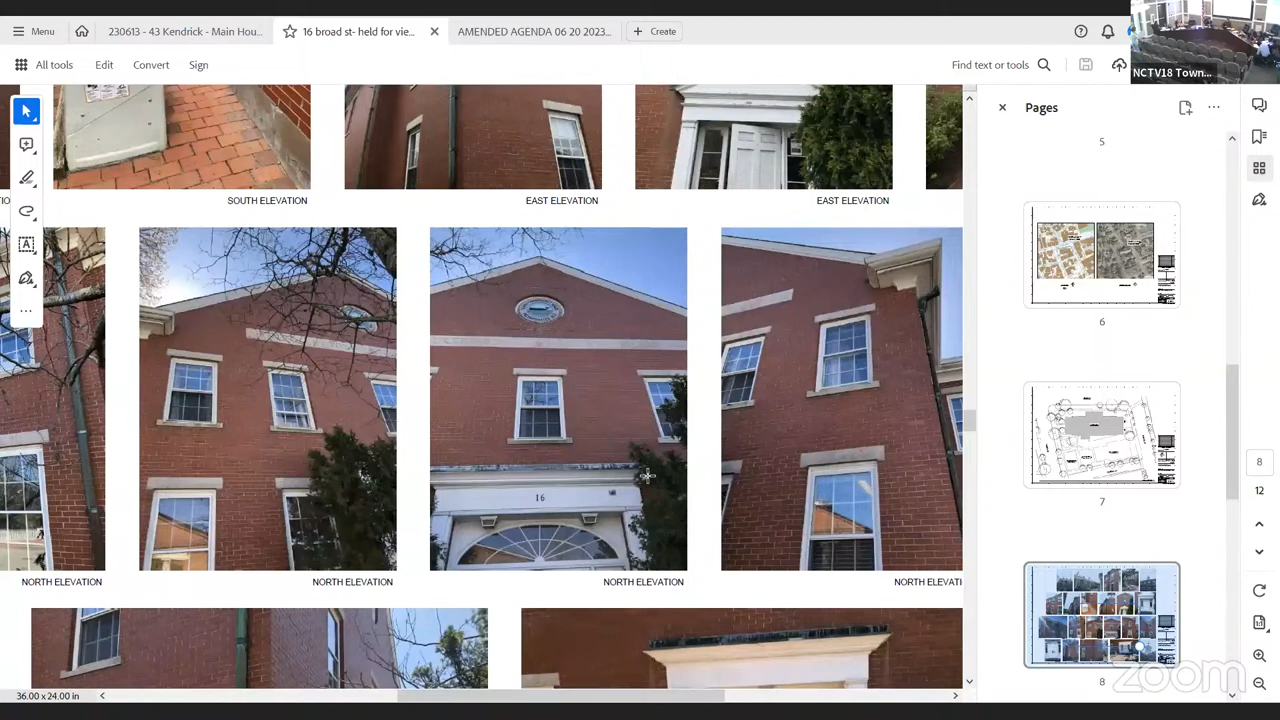 Menu
230613 - 43 Kendrick - Main Hou...
16 broad st- held for vie...
AMENDED AGENDA 06 20 2023...
Create
All tools
Edit
Convert
Sign
Find text or tools
NCTV18 Town...
Pages
5
SOUTH ELEVATION
EAST ELEVATION
EAST ELEVATION
6
7
16
8
12
NORTH ELEVATION
NORTH ELEVATION
NORTH ELEVATION
NORTH ELEVATI
8
36.00 x 24.00 in
zoom